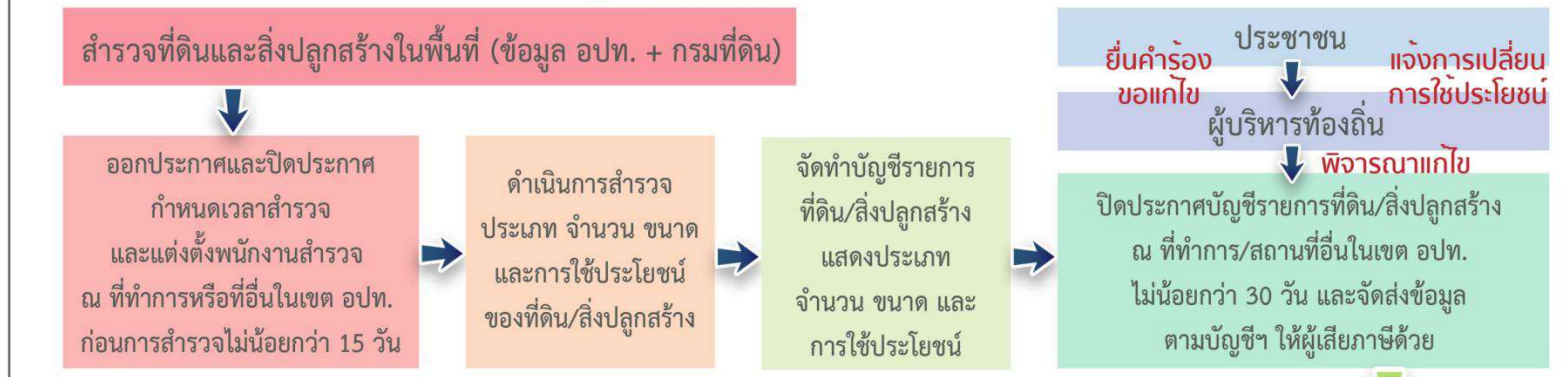 สำรวจที่ดินและสิ่งปลูกสร้างในพื้นที่ (ข้อมูล อปท. + กรมที่ดิน)
ออกประกาศและปิดประกาศ
กำหนดเวลาสำรวจ
และแต่งตั้งพนักงานสำรวจ
ณ ที่ทำการหรือที่อื่นในเขต อปท.
ก่อนการสำรวจไม่น้อยกว่า 15 วัน
ดำเนินการสำรวจ
ประเภท จำนวน ขนาด
และการใช้ประโยชน์
ของที่ดิน/สิ่งปลูกสร้าง
จัดทำบัญชีรายการ
ที่ดิน/สิ่งปลูกสร้าง
แสดงประเภท
จำนวน ขนาด และ
การใช้ประโยชน์
ประชาชน
ยื่นคำร้อง
ขอแก้ไข
แจ้งการเปลี่ยน
การใช้ประโยชน์
ผู้บริหารท้องถิ่น
พิจารณาแก้ไข
ปิดประกาศบัญชีรายการที่ดิน/สิ่งปลูกสร้าง
ณ ที่ทำการ/สถานที่อื่นในเขต อปท.
ไม่น้อยกว่า 30 วัน และจัดส่งข้อมูล
ตามบัญชีฯ ให้ผู้เสียภาษีด้วย